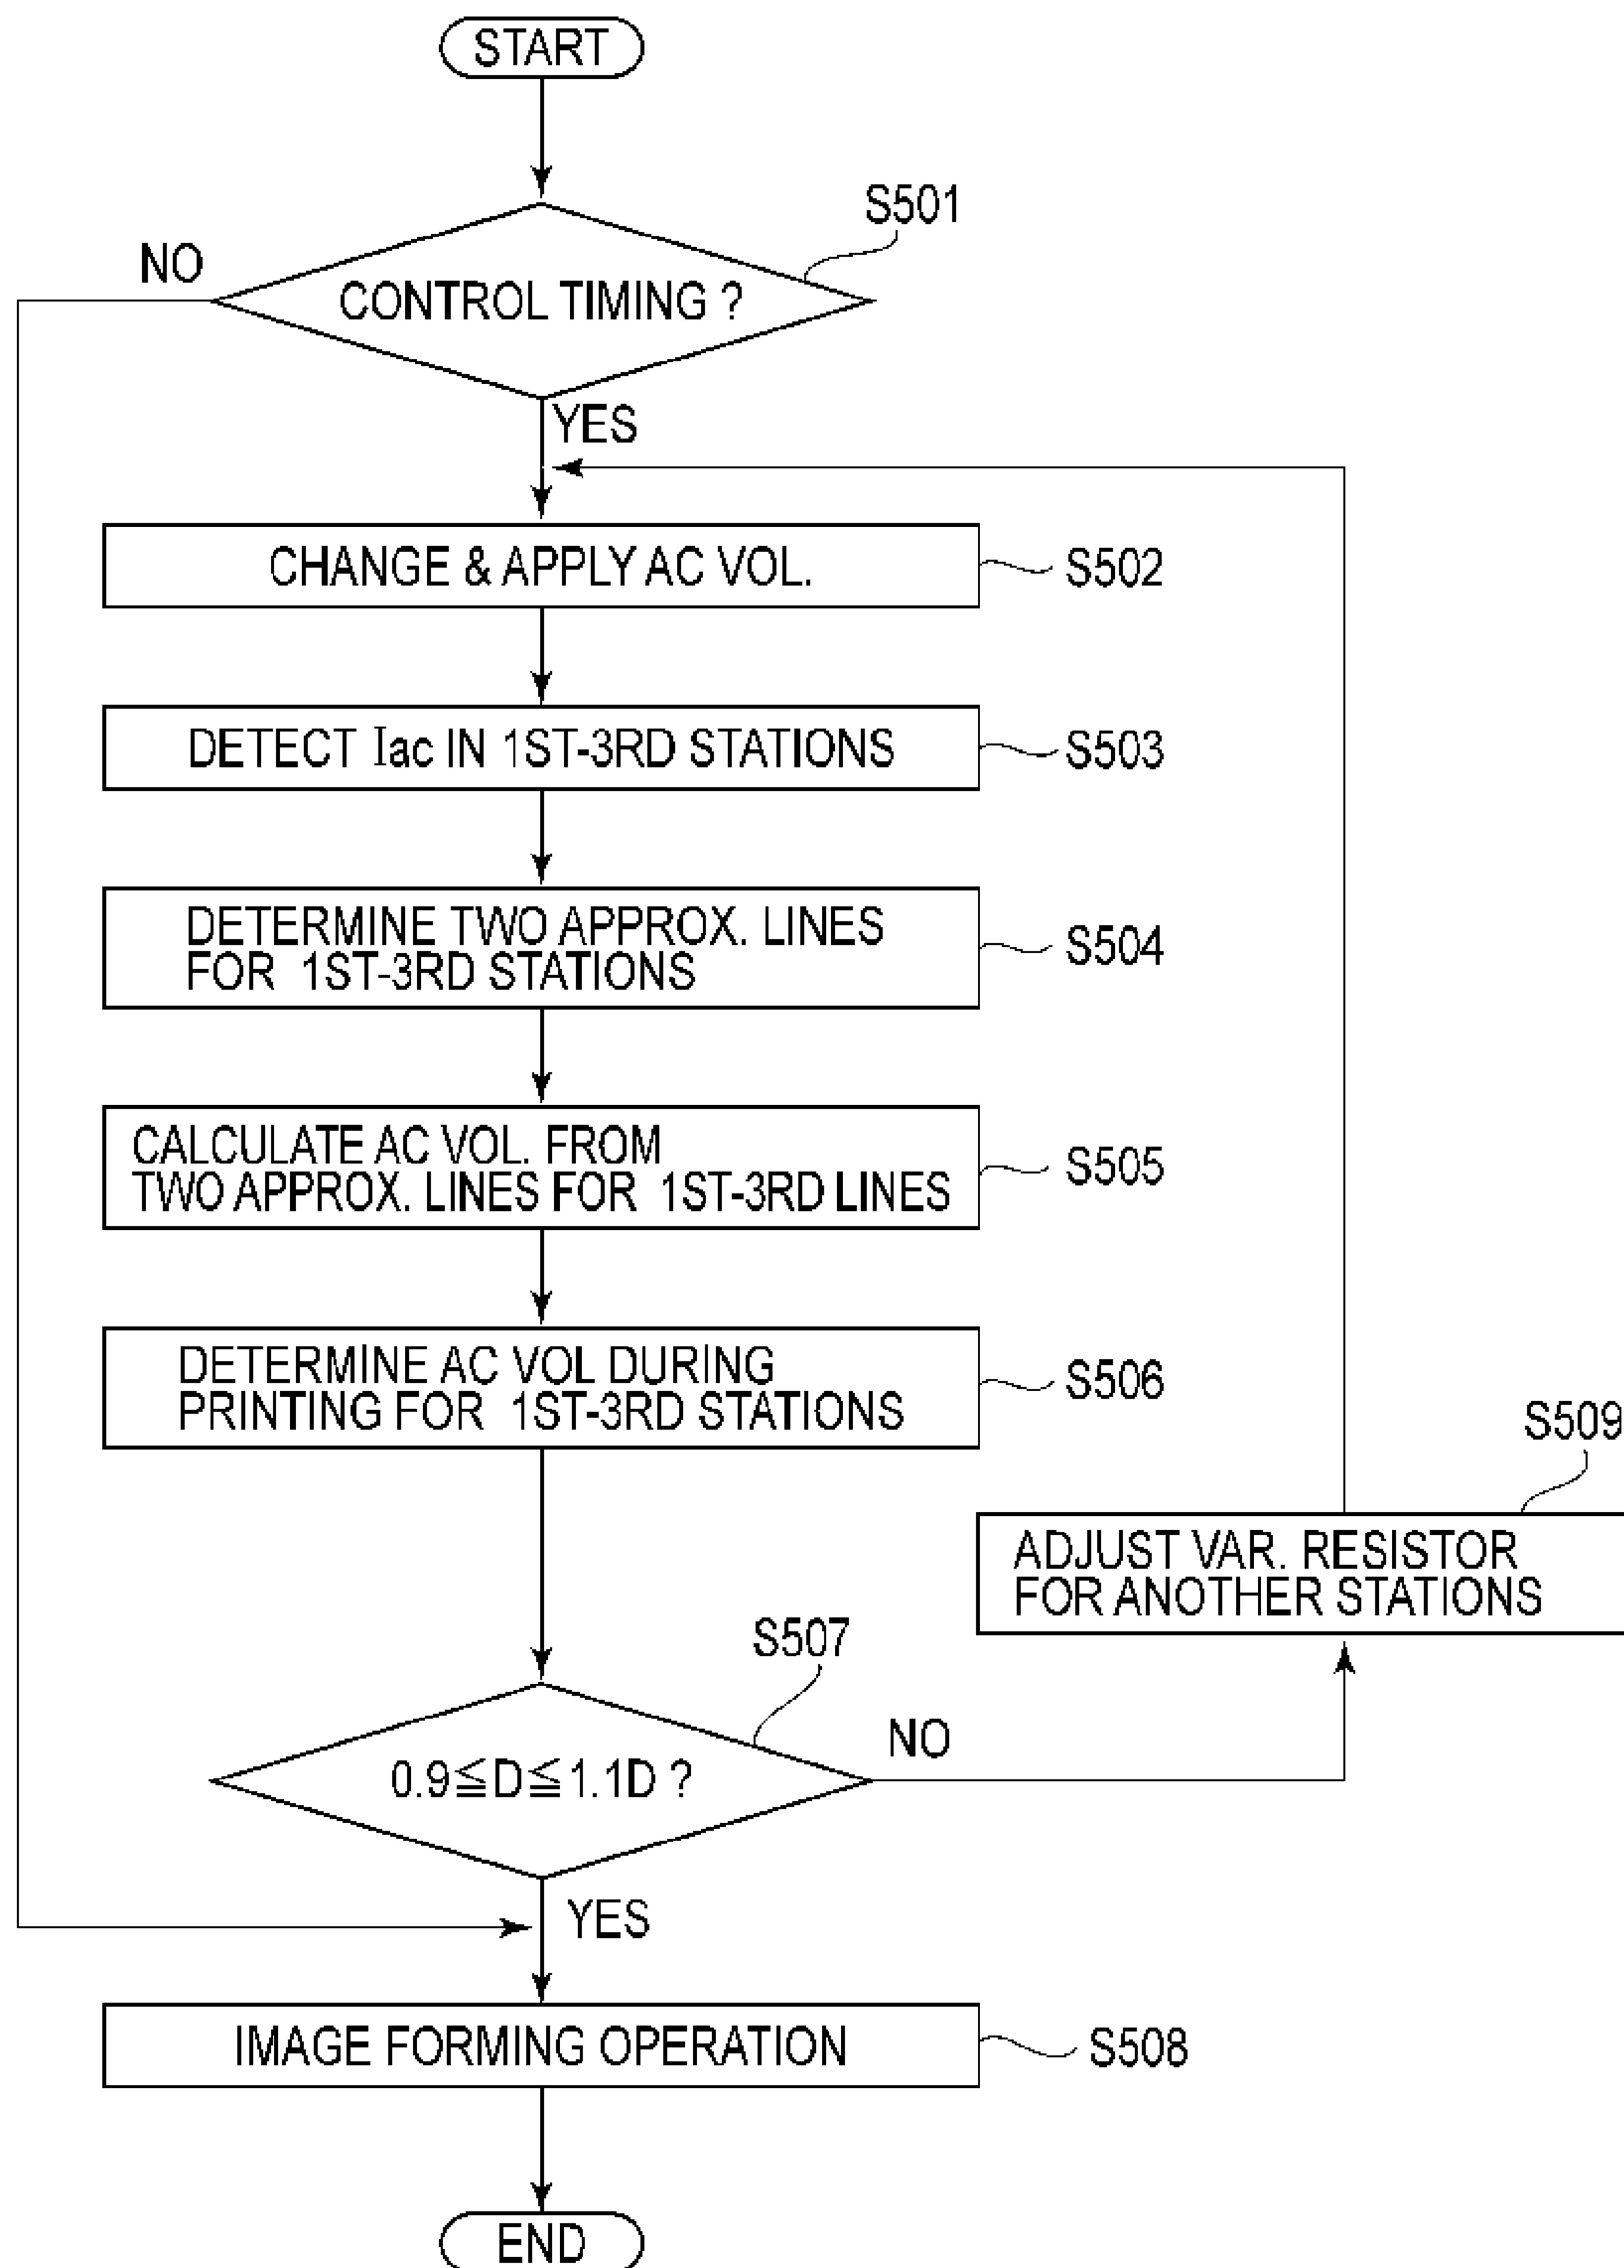 START
S501
NO
CONTROL TIMING ?
YES
CHANGE & APPLY AC VOL.
S502
DETECT Iac IN 1ST-3RD STATIONS
S503
DETERMINE TWO APPROX. LINES
FOR 1ST-3RD STATIONS
S504
CALCULATE AC VOL. FROM
TWO APPROX. LINES FOR 1ST-3RD LINES
S505
DETERMINE AC VOL DURING
PRINTING FOR 1ST-3RD STATIONS
S506
S509
ADJUST VAR. RESISTOR
FOR ANOTHER STATIONS
S507
NO
0.9≦D≦1.1D ?
YES
IMAGE FORMING OPERATION
S508
END